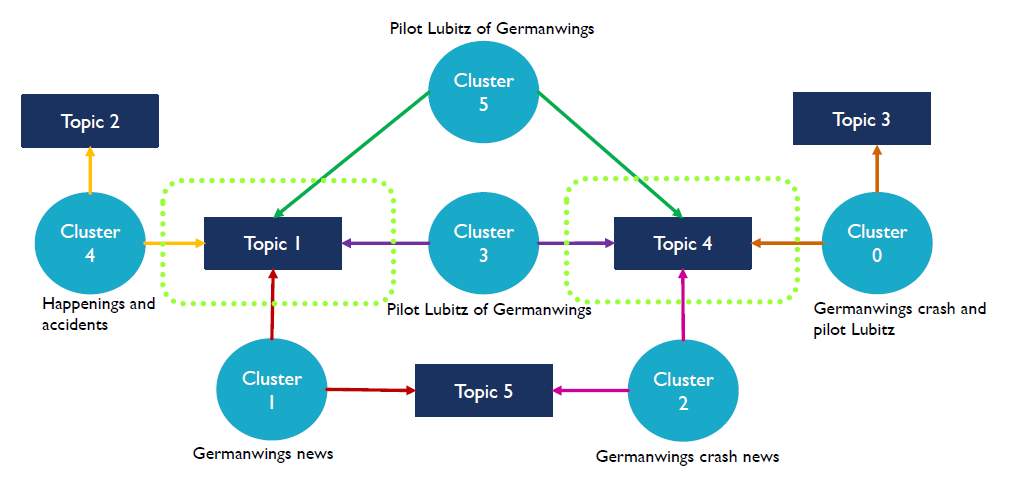 Pilot Lubitz of Germanwings
Cluster
5
Topic 2
Topic 3
Cluster
4
Topic 1
Cluster
3
Topic 4
Cluster
0
Happenings and
accidents
Pilot Lubitz of Germanwings
Germanwings crash and
pilot Lubitz
Cluster
1
Topic 5
Cluster
2
Germanwings news
Germanwings crash news